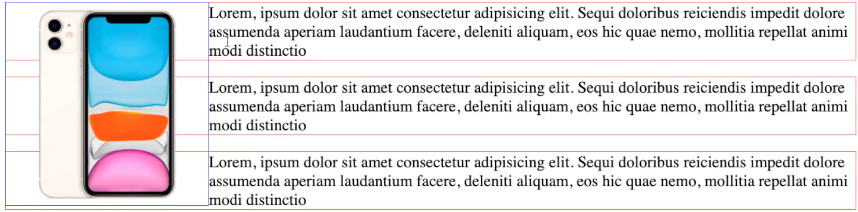 Lorem, ipsum dolor sit amet consectetur adipisicing elit. Sequi doloribus reiciendis impedit dolore
assumenda aperiam laudantium facere, deleniti aliquam, eos hic quae nemo, mollitia repellat animi
modi distinctio
Lorem, ipsum dolor sit amet consectetur adipisicing elit. Sequi doloribus reiciendis impedit dolore
assumenda aperiam laudantium facere, deleniti aliquam, eos hic quae nemo, mollitia repellat animi
modi distinctio
Lorem, ipsum dolor sit amet consectetur adipisicing elit. Sequi doloribus reiciendis impedit dolore
assumenda aperiam laudantium facere, deleniti aliquam, eos hic quae nemo, mollitia repellat animi
modi distinctio